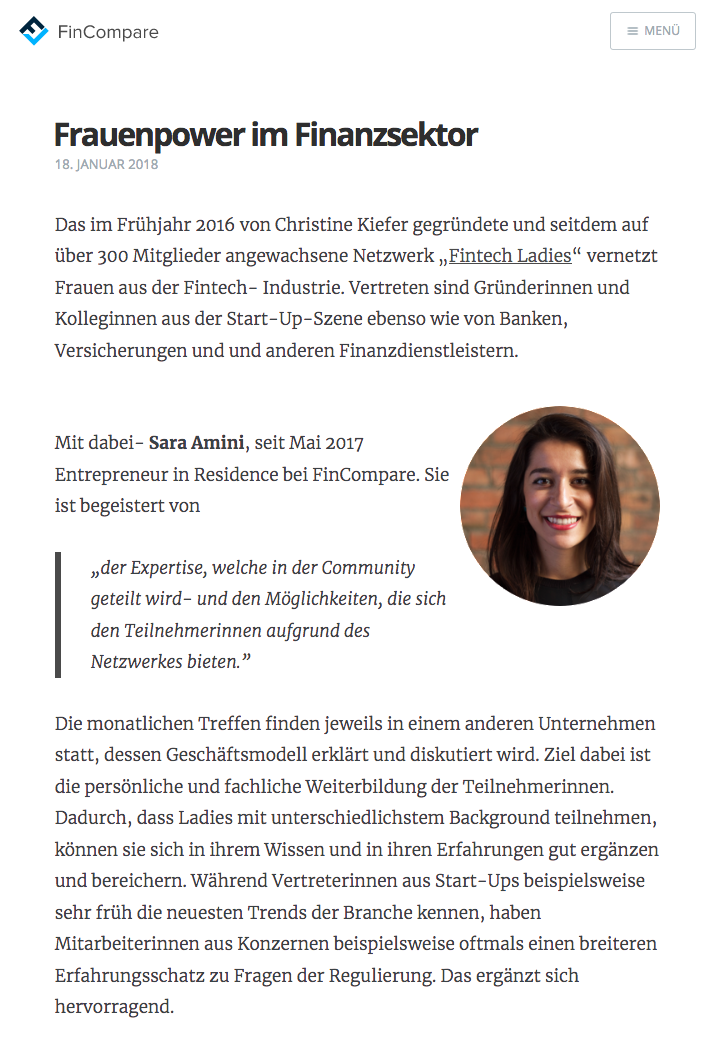 FinCompare
MENÜ
Frauenpower im Finanzsektor
18. JANUAR 2018
Das im Frühjahr 2016 von Christine Kiefer gegründete und seitdem auf
über 300 Mitglieder angewachsene Netzwerk „Fintech Ladies“ vernetzt
Frauen aus der Fintech- Industrie. Vertreten sind Gründerinnen und
Kolleginnen aus der Start-Up-Szene ebenso wie von Banken,
Versicherungen und und anderen Finanzdienstleistern.
Mit dabei- Sara Amini, seit Mai 2017
Entrepreneur in Residence bei FinCompare. Sie
ist begeistert von
„der Expertise, welche in der Community
geteilt wird- und den Möglichkeiten, die sich
den Teilnehmerinnen aufgrund des
Netzwerkes bieten.”
Die monatlichen Treffen finden jeweils in einem anderen Unternehmen
statt, dessen Geschäftsmodell erklärt und diskutiert wird. Ziel dabei ist
die persönliche und fachliche Weiterbildung der Teilnehmerinnen.
Dadurch, dass Ladies mit unterschiedlichstem Background teilnehmen,
können sie sich in ihrem Wissen und in ihren Erfahrungen gut ergänzen
und bereichern. Während Vertreterinnen aus Start-Ups beispielsweise
sehr früh die neuesten Trends der Branche kennen, haben
Mitarbeiterinnen aus Konzernen beispielsweise oftmals einen breiteren
Erfahrungsschatz zu Fragen der Regulierung. Das ergänzt sich
hervorragend.